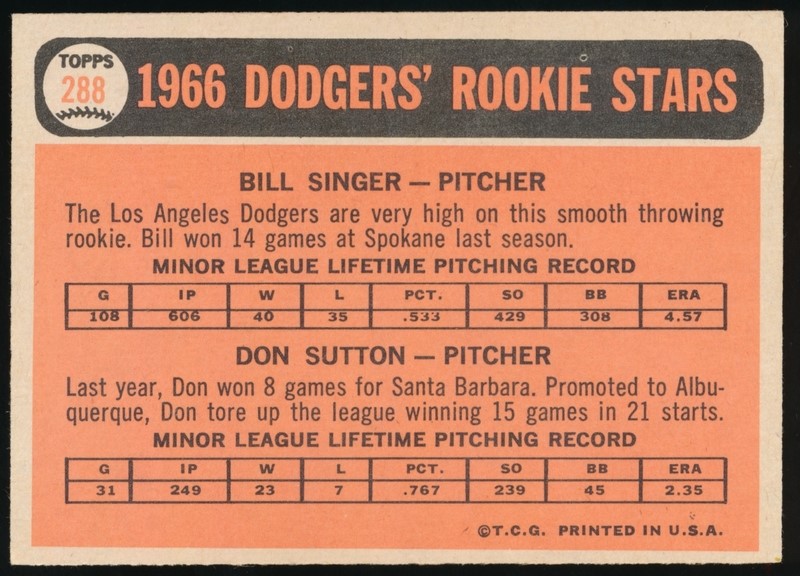 TOPPS
288
1966 DODGERS' ROOKIE STARS
BILL SINGER — PITCHER
The Los Angeles Dodgers are very high on this smooth throwing
rookie. Bill won 14 games at Spokane last season.
MINOR LEAGUE LIFETIME PITCHING RECORD
G IP W L PCT. SO BB ERA
108 606 40 35 .533 429 308 4.57
DON SUTTON — PITCHER
Last year, Don won 8 games for Santa Barbara. Promoted to Albu-
querque, Don tore up the league winning 15 games in 21 starts.
MINOR LEAGUE LIFETIME PITCHING RECORD
G IP W L PCT. SO BB ERA
31 249 23 7 .767 239 45 2.35
©T.C.G. PRINTED IN U.S.A.